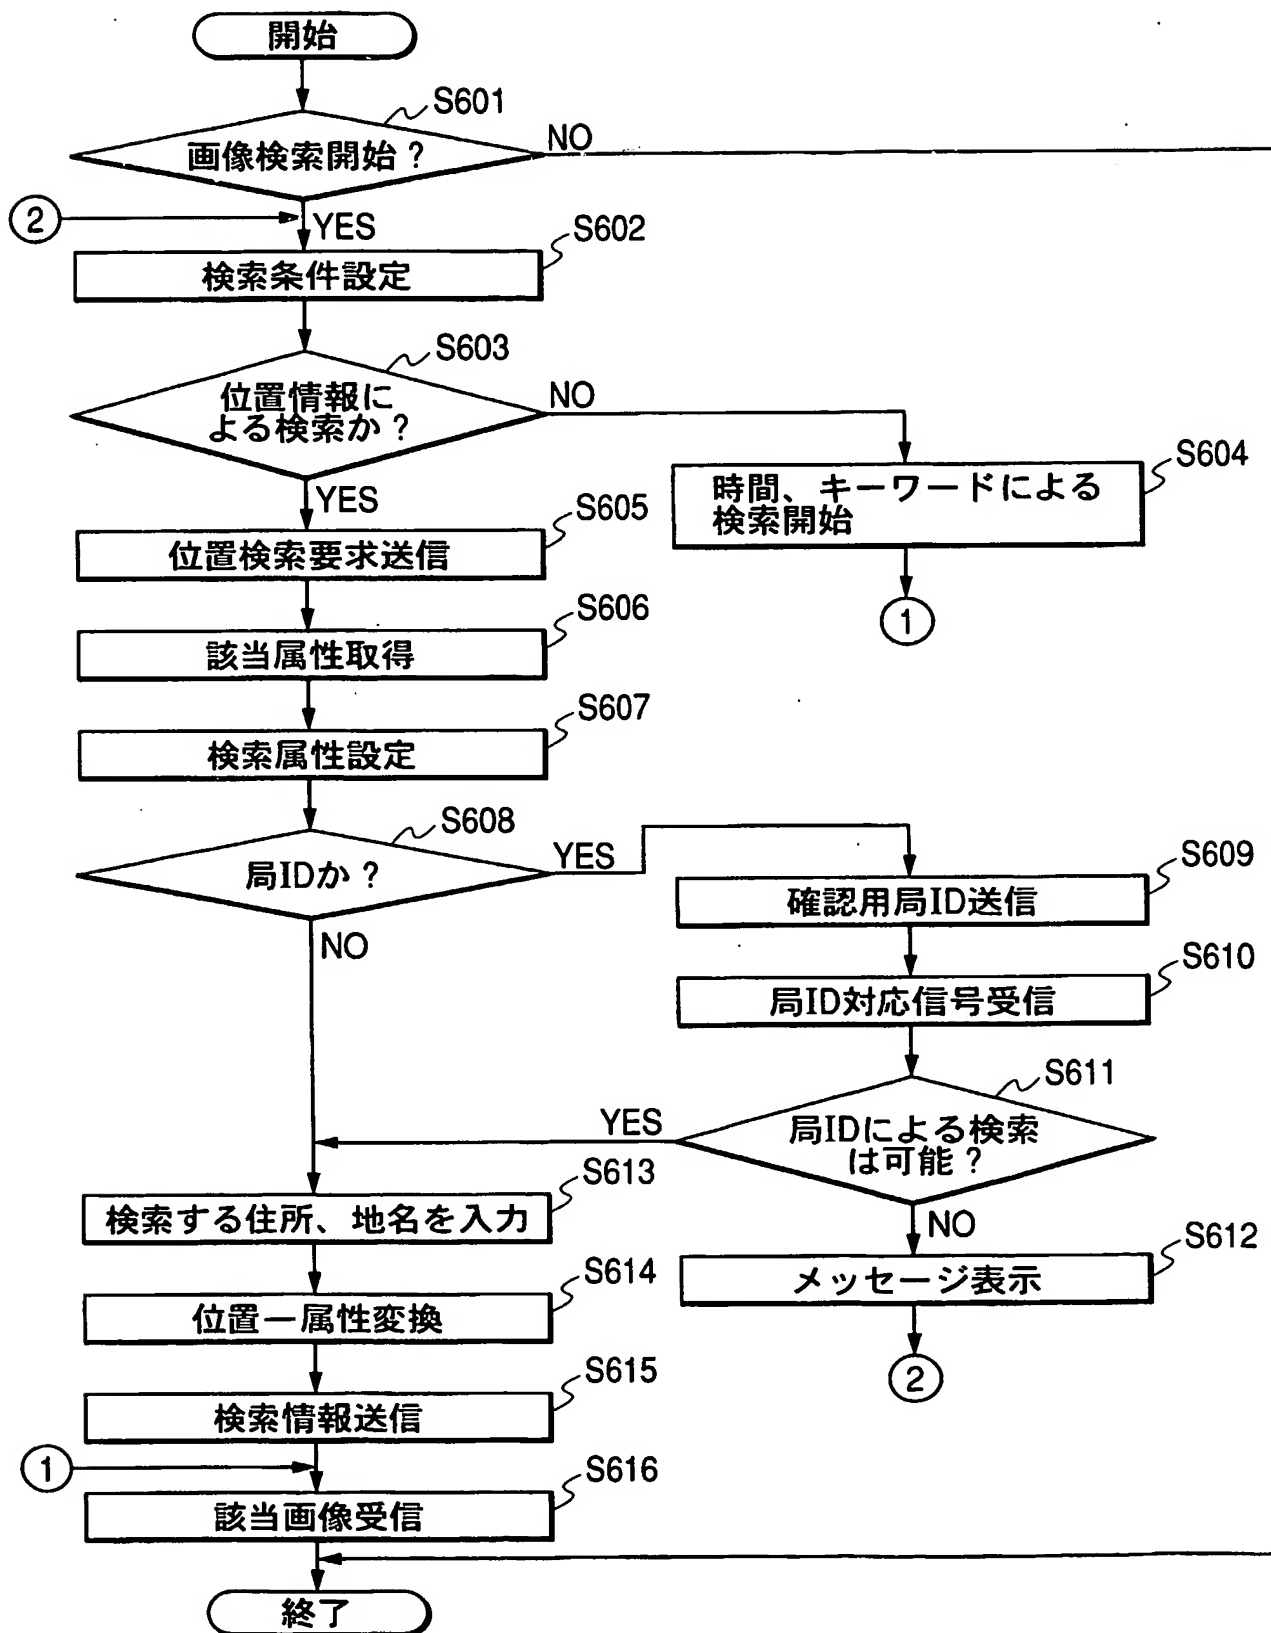 開始
S601
画像検索開始？
NO
②
YES
S602
検索条件設定
S603
位置情報に
よる検索か？
NO
S604
時間、キーワードによる
検索開始
①
YES
S605
位置検索要求送信
S606
該当属性取得
S607
検索属性設定
S608
局IDか？
YES
S609
確認用局ID送信
S610
局ID対応信号受信
S611
局IDによる検索
は可能？
YES
NO
S612
メッセージ表示
②
NO
S613
検索する住所、地名を入力
S614
位置ー属性変換
S615
検索情報送信
①
S616
該当画像受信
終了